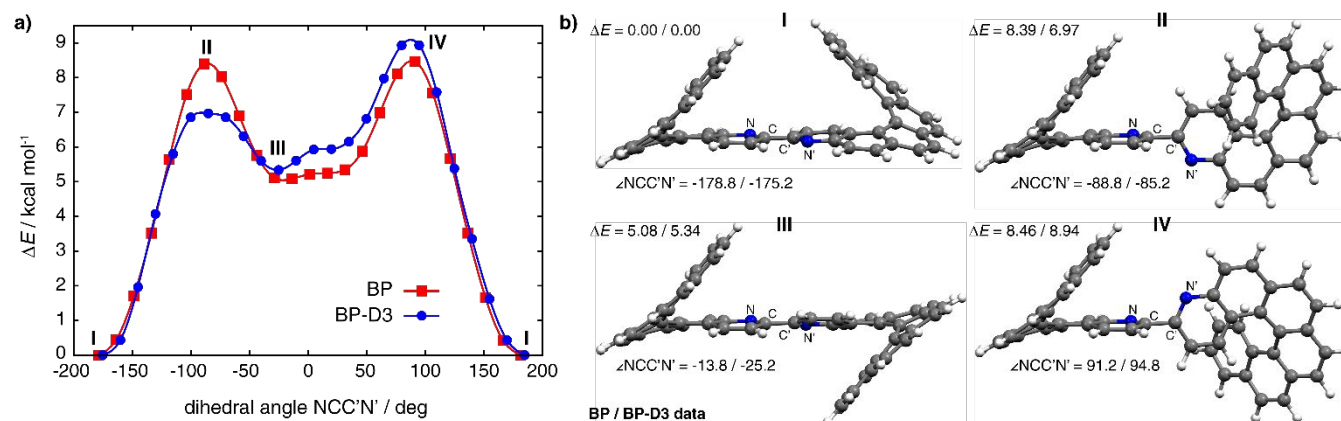 a)
ΔE / kcal mol⁻¹
9
8
7
6
5
4
3
2
1
0
-200
-150
-100
-50
0
50
100
150
200
dihedral angle NCC'N' / deg
I
II
III
IV
I
BP
BP-D3
b)
I
ΔE = 0.00 / 0.00
N
C
C'
N'
∠NCC'N' = -178.8 / -175.2
II
ΔE = 8.39 / 6.97
N
C
C'
N'
∠NCC'N' = -88.8 / -85.2
III
ΔE = 5.08 / 5.34
N
C
C'
N'
∠NCC'N' = -13.8 / -25.2
BP / BP-D3 data
IV
ΔE = 8.46 / 8.94
N
C
C'
N'
∠NCC'N' = 91.2 / 94.8